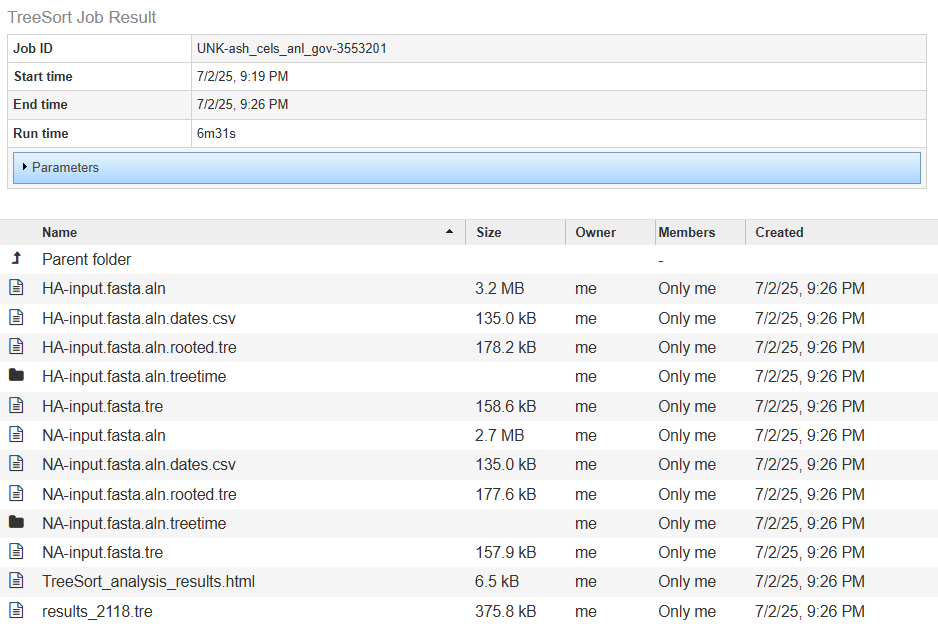 TreeSort Job Result
Job ID UNK-ash_cels_anl_gov-3553201
Start time 7/2/25, 9:19 PM
End time 7/2/25, 9:26 PM
Run time 6m31s
Parameters
Name Size Owner Members Created
Parent folder -
HA-input.fasta.aln 3.2 MB me Only me 7/2/25, 9:26 PM
HA-input.fasta.aln.dates.csv 135.0 kB me Only me 7/2/25, 9:26 PM
HA-input.fasta.aln.rooted.tre 178.2 kB me Only me 7/2/25, 9:26 PM
HA-input.fasta.aln.treetime me Only me 7/2/25, 9:26 PM
HA-input.fasta.tre 158.6 kB me Only me 7/2/25, 9:26 PM
NA-input.fasta.aln 2.7 MB me Only me 7/2/25, 9:26 PM
NA-input.fasta.aln.dates.csv 135.0 kB me Only me 7/2/25, 9:26 PM
NA-input.fasta.aln.rooted.tre 177.6 kB me Only me 7/2/25, 9:26 PM
NA-input.fasta.aln.treetime me Only me 7/2/25, 9:26 PM
NA-input.fasta.tre 157.9 kB me Only me 7/2/25, 9:26 PM
TreeSort_analysis_results.html 6.5 kB me Only me 7/2/25, 9:26 PM
results_2118.tre 375.8 kB me Only me 7/2/25, 9:26 PM